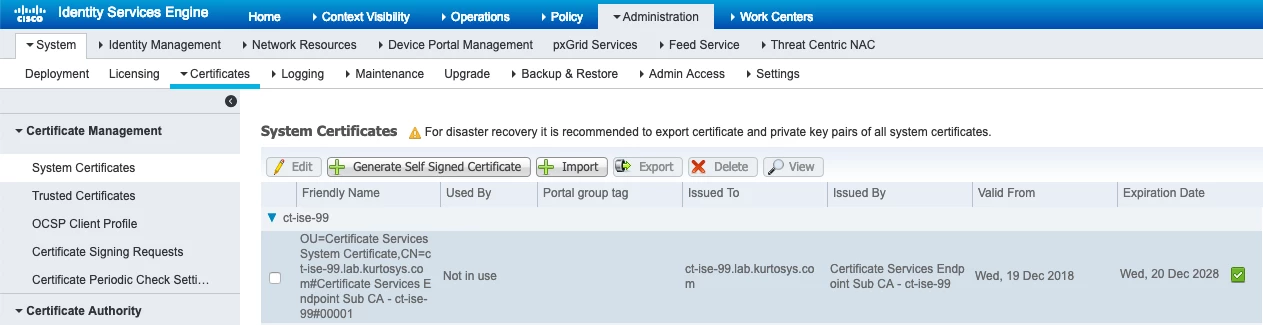 cisco Identity Services Engine Home Context Visibility Operations Policy Administration Work Centers
System Identity Management Network Resources Device Portal Management pxGrid Services Feed Service Threat Centric NAC
Deployment Licensing Certificates Logging Maintenance Upgrade Backup & Restore Admin Access Settings
Certificate Management
System Certificates
Trusted Certificates
OCSP Client Profile
Certificate Signing Requests
Certificate Periodic Check Setti…
Certificate Authority
System Certificates For disaster recovery it is recommended to export certificate and private key pairs of all system certificates.
Edit Generate Self Signed Certificate Import Export Delete View
Friendly Name Used By Portal group tag Issued To Issued By Valid From Expiration Date
ct-ise-99
OU=Certificate Services
System Certificate,CN=c
t-ise-99.lab.kurtosys.co
m#Certificate Services E
ndpoint Sub CA - ct-ise-
99#00001
Not in use
ct-ise-99.lab.kurtosys.co
m
Certificate Services Endp
oint Sub CA - ct-ise-99
Wed, 19 Dec 2018
Wed, 20 Dec 2028